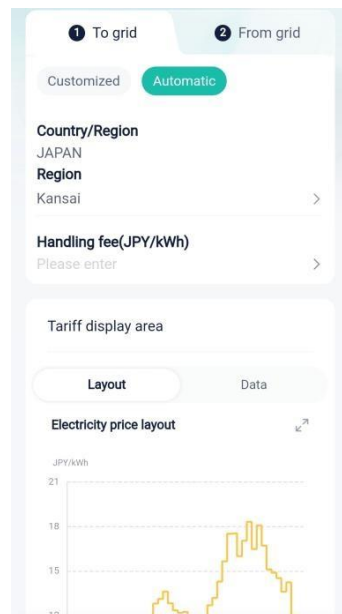 1 To grid
2 From grid
Customized
Automatic
Country/Region
JAPAN
Region
Kansai
Handling fee(JPY/kWh)
Please enter
Tariff display area
Layout
Data
Electricity price layout
JPY/kWh
21
18
15